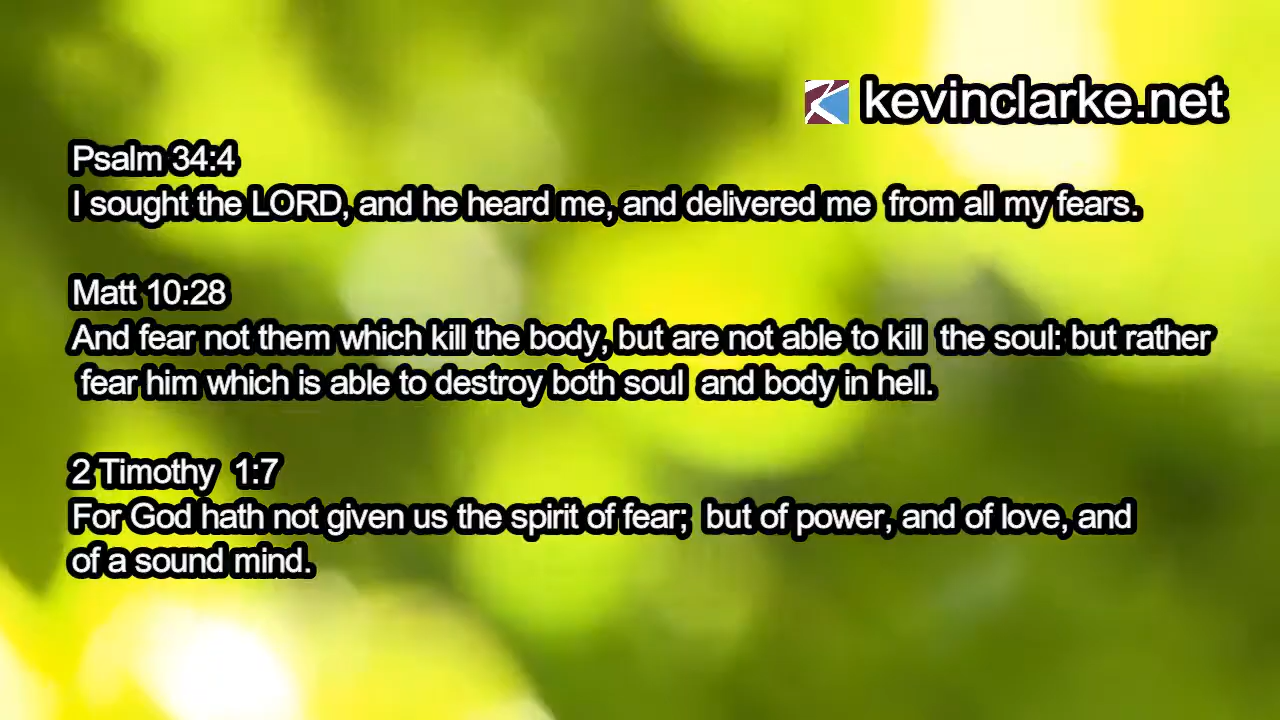 kevinclarke.net
Psalm 34:4
I sought the LORD, and he heard me, and delivered me  from all my fears.
Matt 10:28
And fear not them which kill the body, but are not able to kill  the soul: but rather
fear him which is able to destroy both soul  and body in hell.
2 Timothy  1:7
For God hath not given us the spirit of fear;  but of power, and of love, and
of a sound mind.